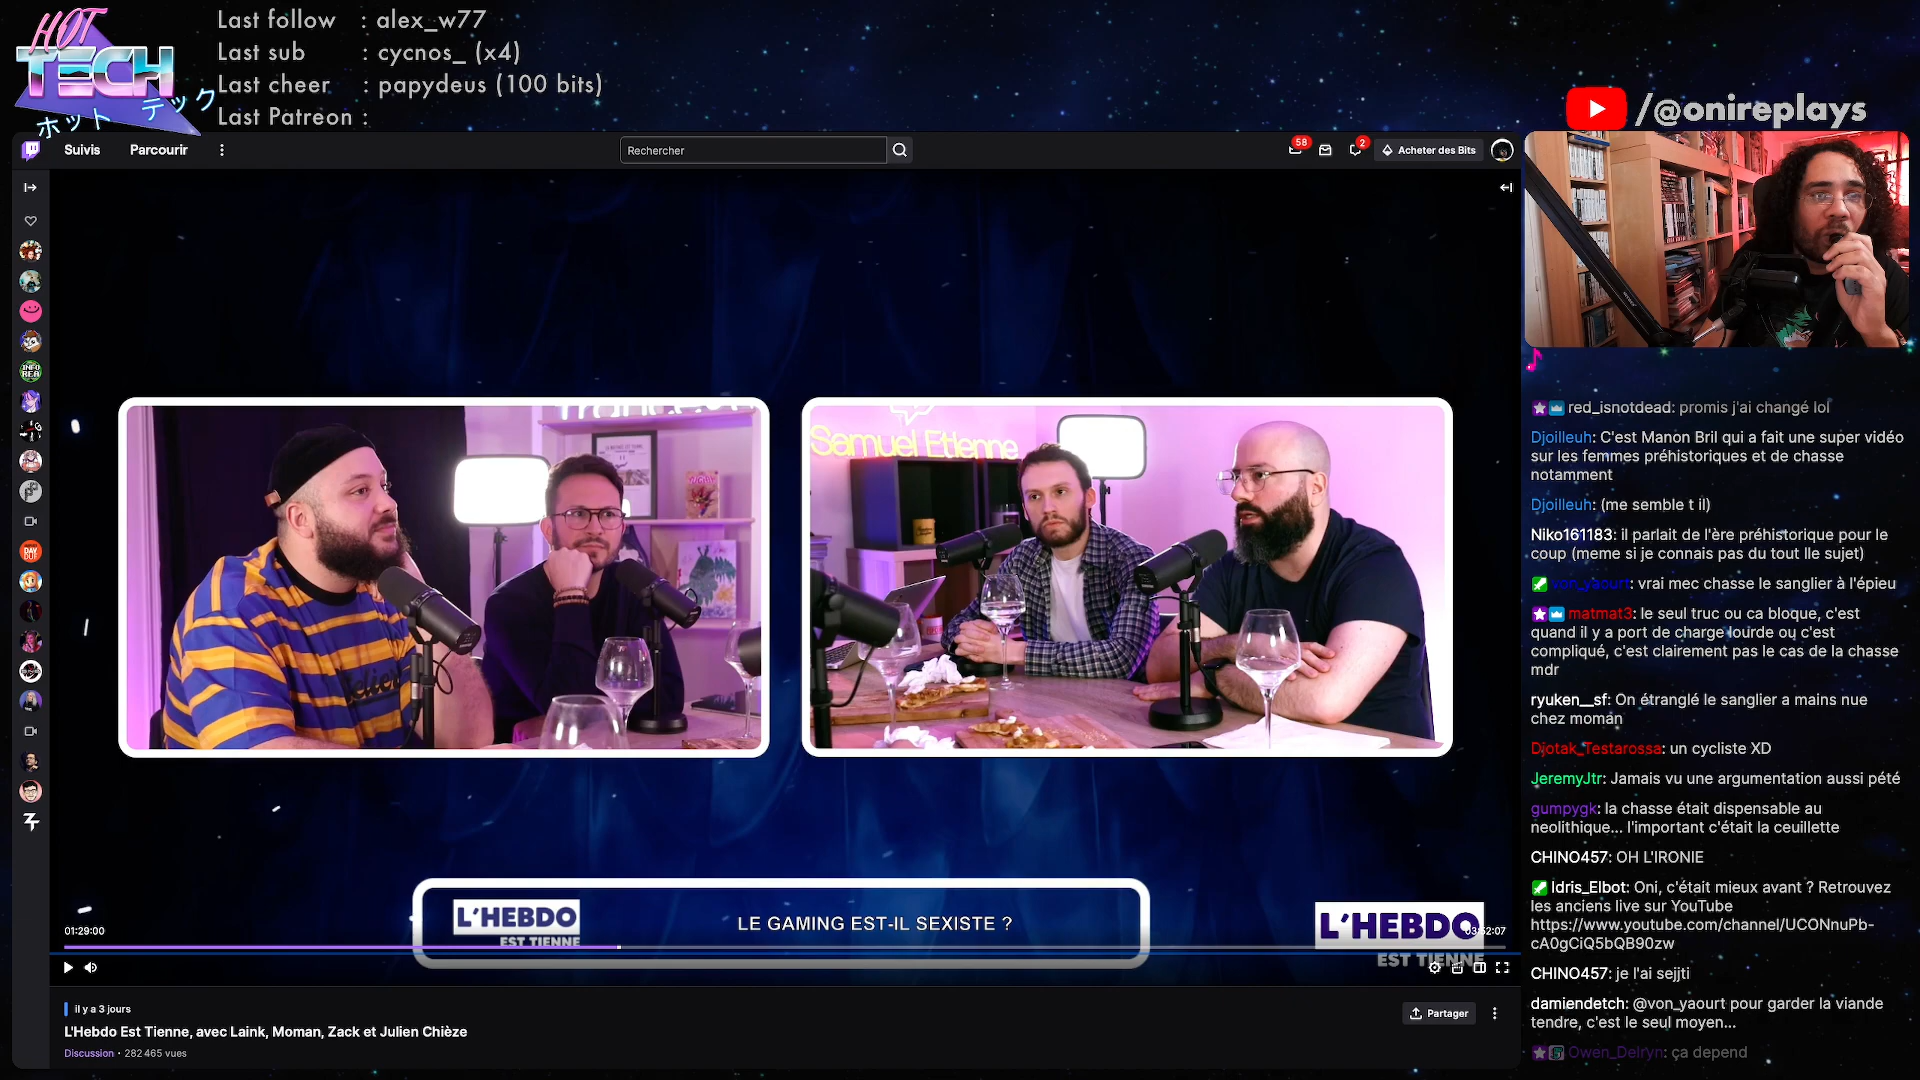 HOT
TECH
ホット テック
Last follow : alex_w77
Last sub : cycnos_ (x4)
Last cheer : papydeus (100 bits)
Last Patreon :
/@onireplays
Suivis
Parcourir
Rechercher
58
2
Acheter des Bits
Samuel Etienne
L'HEBDO
EST TIENNE
LE GAMING EST-IL SEXISTE ?
L'HEBDO
EST TIENNE
01:29:00
il y a 3 jours
L'Hebdo Est Tienne, avec Laink, Moman, Zack et Julien Chièze
Discussion • 282 465 vues
Partager
red_isnotdead: promis j'ai changé lol
Djoilleuh: C'est Manon Bril qui a fait une super vidéo
sur les femmes préhistoriques et de chasse
notamment
Djoilleuh: (me semble t il)
Niko161183: il parlait de l'ère préhistorique pour le
coup (meme si je connais pas du tout lle sujet)
von_yaourt: vrai mec chasse le sanglier à l'épieu
matmat3: le seul truc ou ca bloque, c'est
quand il y a port de charge lourde ou c'est
compliqué, c'est clairement pas le cas de la chasse
mdr
ryuken__sf: On étranglé le sanglier a mains nue
chez moman
Djotak_Testarossa: un cycliste XD
JeremyJtr: Jamais vu une argumentation aussi pété
gumpygk: la chasse était dispensable au
neolithique... l'important c'était la ceuillette
CHINO457: OH L'IRONIE
Idris_Elbot: Oni, c'était mieux avant ? Retrouvez
les anciens live sur YouTube
https://www.youtube.com/channel/UCONnuPb-
cA0gCiQ5bQB90zw
CHINO457: je l'ai sejjti
damiendetch: @von_yaourt pour garder la viande
tendre, c'est le seul moyen...
Owen_Delryn: ça depend